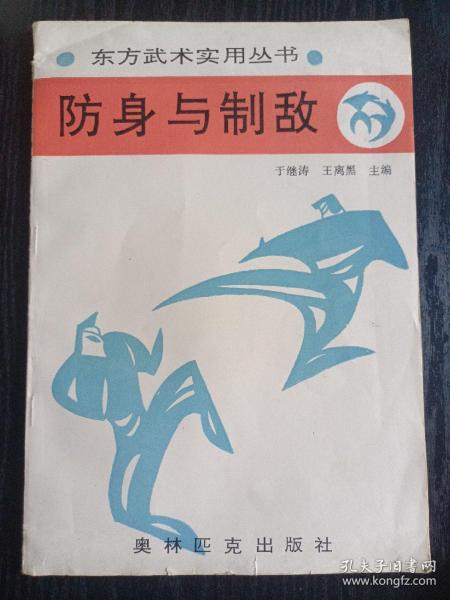 东方武术实用丛书
防身与制敌
于继涛 王离黑 主编
奥林匹克出版社
孔夫子旧书网
www.kongfz.com